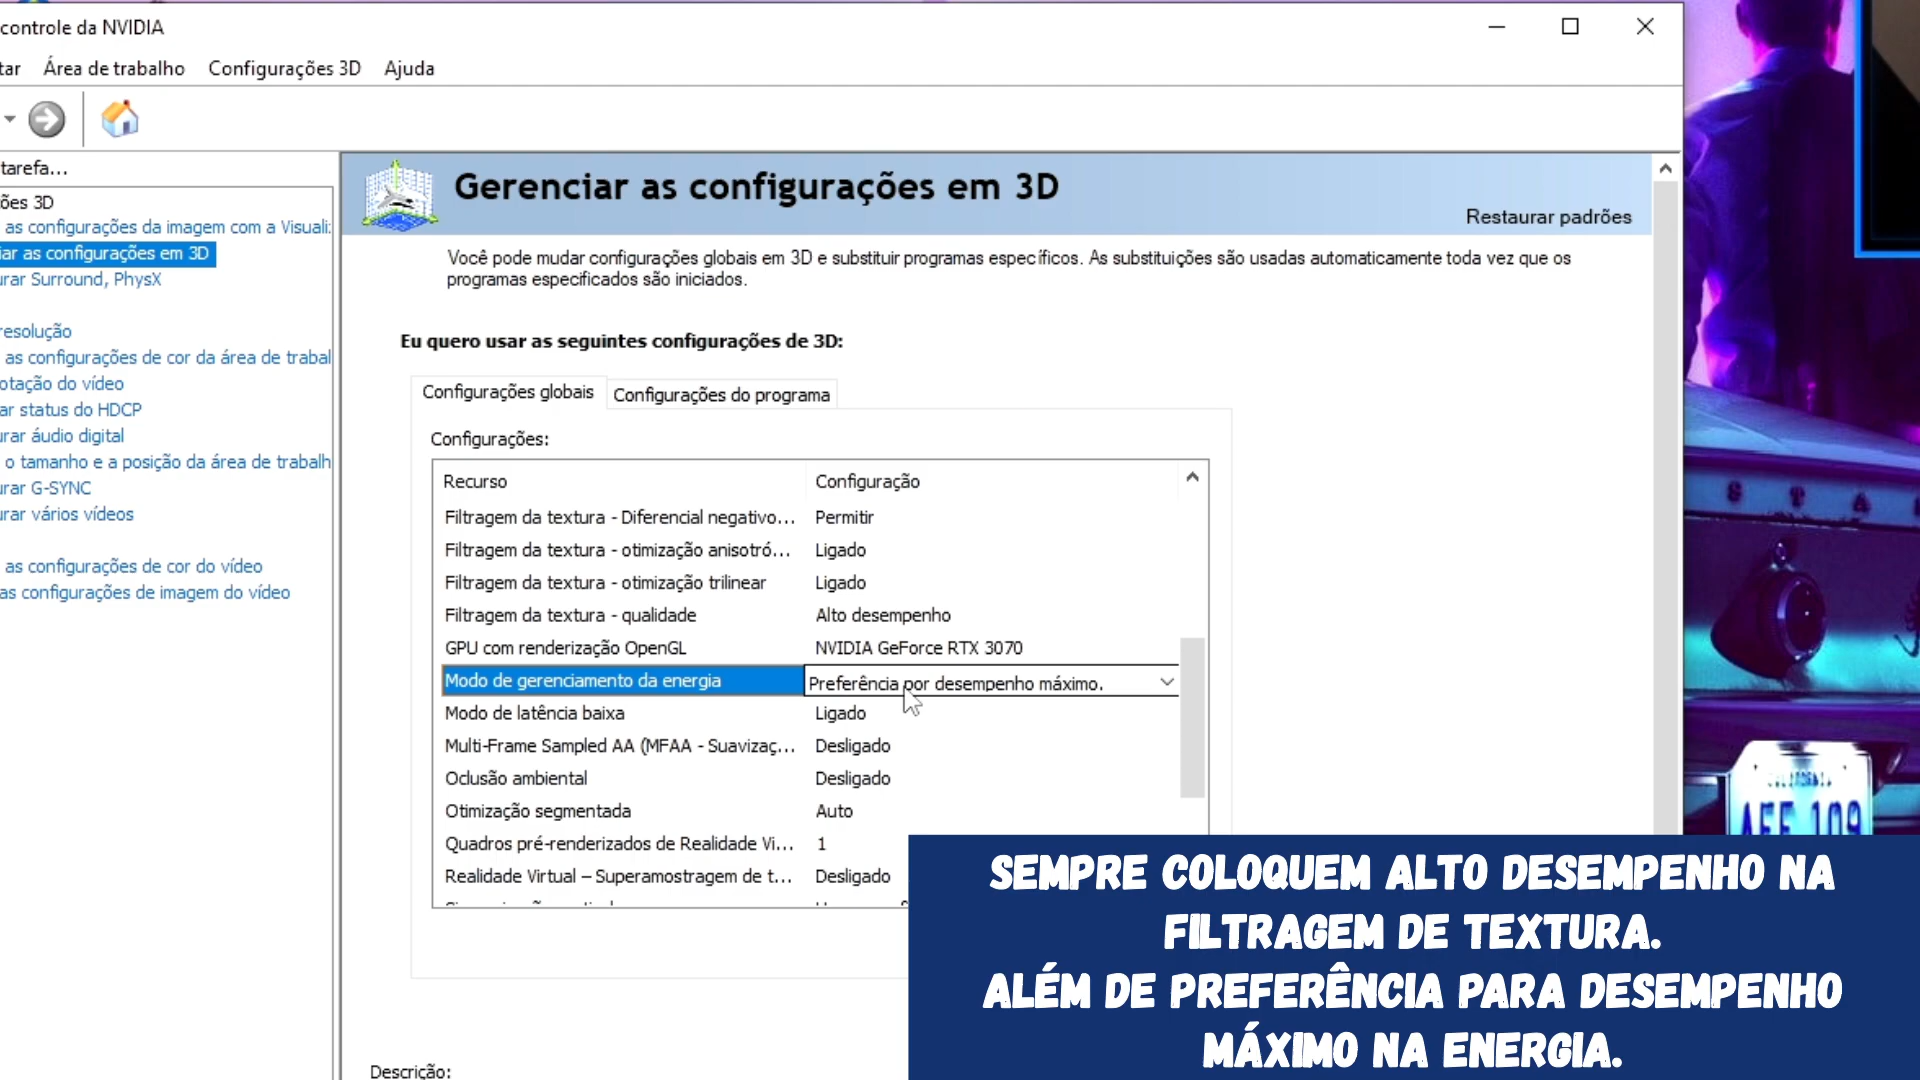 controle da NVIDIA
tar Área de trabalho Configurações 3D Ajuda
tarefa...
ões 3D
as configurações da imagem com a Visuali
iar as configurações em 3D
urar Surround, PhysX
resolução
as configurações de cor da área de trabal
otação do vídeo
ar status do HDCP
urar áudio digital
o tamanho e a posição da área de trabalh
urar G-SYNC
urar vários vídeos
as configurações de cor do vídeo
as configurações de imagem do vídeo
Gerenciar as configurações em 3D
Restaurar padrões
Você pode mudar configurações globais em 3D e substituir programas específicos. As substituições são usadas automaticamente toda vez que os
programas especificados são iniciados.
Eu quero usar as seguintes configurações de 3D:
Configurações globais Configurações do programa
Configurações:
Recurso Configuração
Filtragem da textura - Diferencial negativo... Permitir
Filtragem da textura - otimização anisotró... Ligado
Filtragem da textura - otimização trilinear Ligado
Filtragem da textura - qualidade Alto desempenho
GPU com renderização OpenGL NVIDIA GeForce RTX 3070
Modo de gerenciamento da energia Preferência por desempenho máximo.
Modo de latência baixa Ligado
Multi-Frame Sampled AA (MFAA - Suavizaç... Desligado
Oclusão ambiental Desligado
Otimização segmentada Auto
Quadros pré-renderizados de Realidade Vi... 1
Realidade Virtual – Superamostragem de t... Desligado
Descrição:
S T A
CALIFORNIA
SEMPRE COLOQUEM ALTO DESEMPENHO NA
FILTRAGEM DE TEXTURA.
ALÉM DE PREFERÊNCIA PARA DESEMPENHO
MÁXIMO NA ENERGIA.